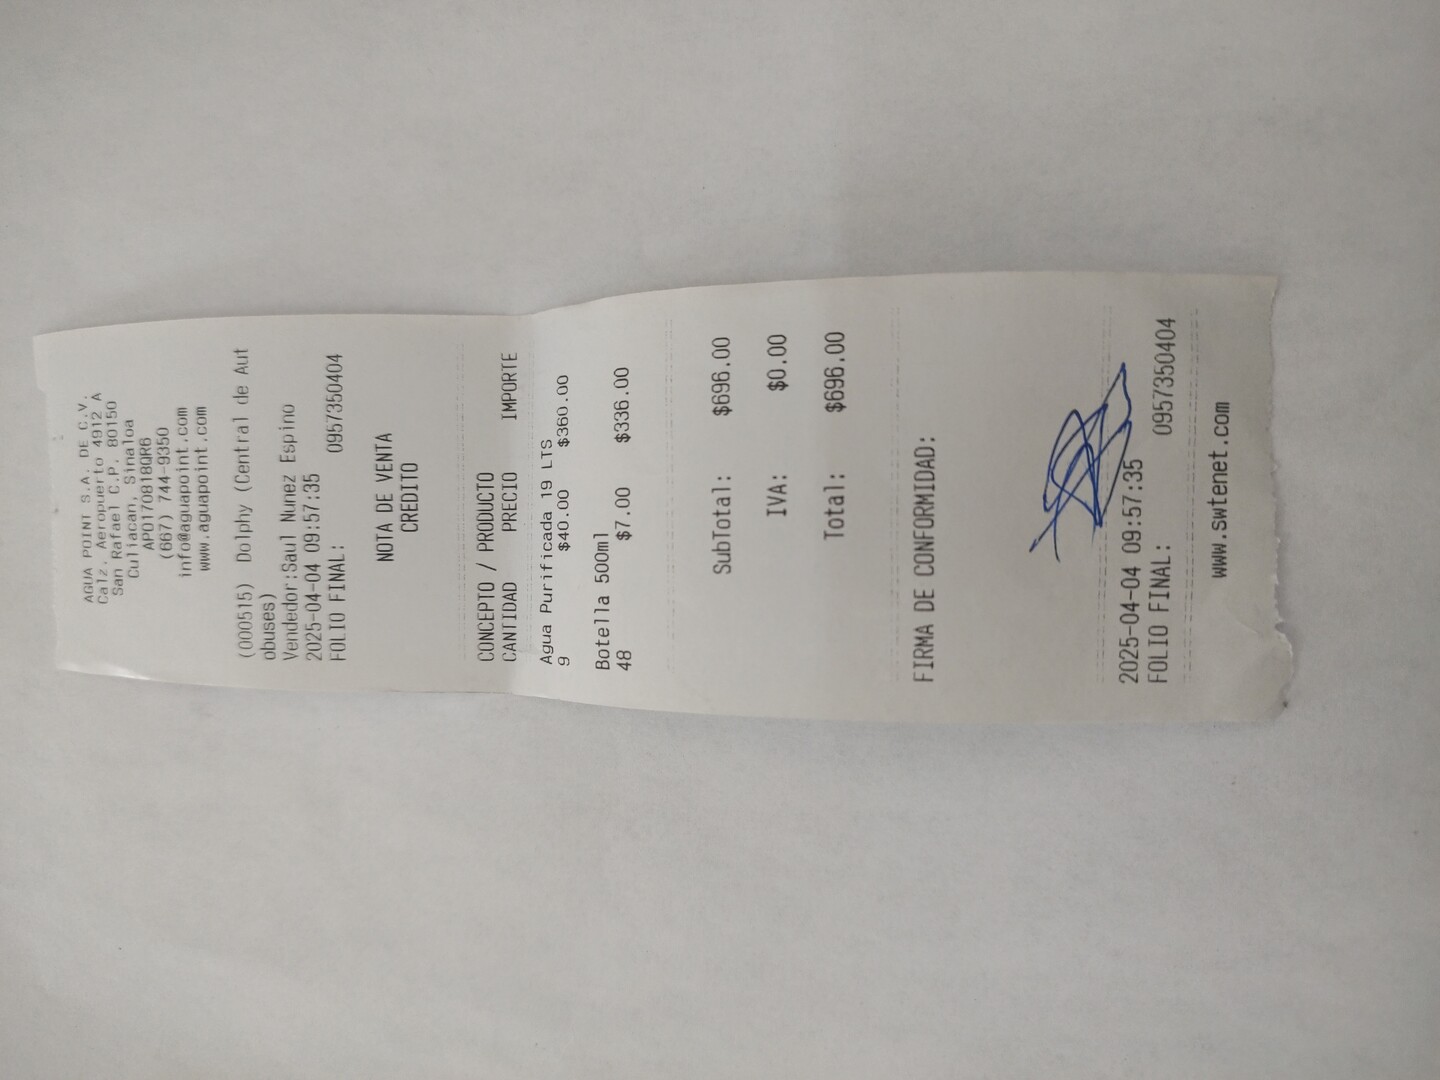 AGUA POINT S.A. DE C.V.
Calz. Aeropuerto 4912 A
San Rafael C.P. 80150
Culiacan, Sinaloa
APO170818QR6
(667) 744-9350
info@aguapoint.com
www.aguapoint.com
(000515) Dolphy (Central de Aut
obuses)
Vendedor:Saul Nunez Espino
2025-04-04 09:57:35
FOLIO FINAL: 0957350404
NOTA DE VENTA
CREDITO
CONCEPTO / PRODUCTO
CANTIDAD PRECIO IMPORTE
Agua Purificada 19 LTS
9 $40.00 $360.00
Botella 500ml
48 $7.00 $336.00
SubTotal: $696.00
IVA: $0.00
Total: $696.00
FIRMA DE CONFORMIDAD:
2025-04-04 09:57:35
FOLIO FINAL: 0957350404
www.swtenet.com